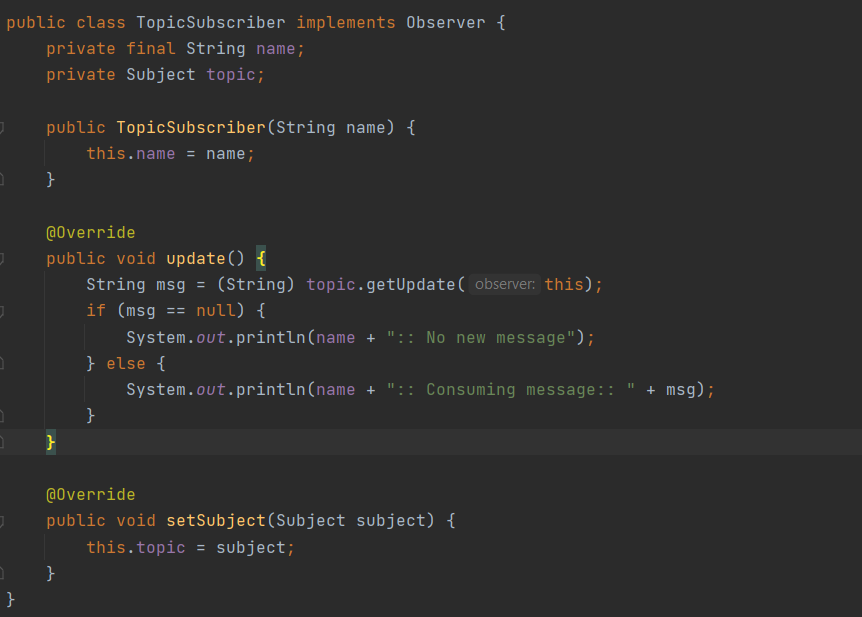 public class TopicSubscriber implements Observer {
    private final String name;
    private Subject topic;

    public TopicSubscriber(String name) {
        this.name = name;
    }

    @Override
    public void update() {
        String msg = (String) topic.getUpdate( observer: this);
        if (msg == null) {
            System.out.println(name + ":: No new message");
        } else {
            System.out.println(name + ":: Consuming message:: " + msg);
        }
    }

    @Override
    public void setSubject(Subject subject) {
        this.topic = subject;
    }
}